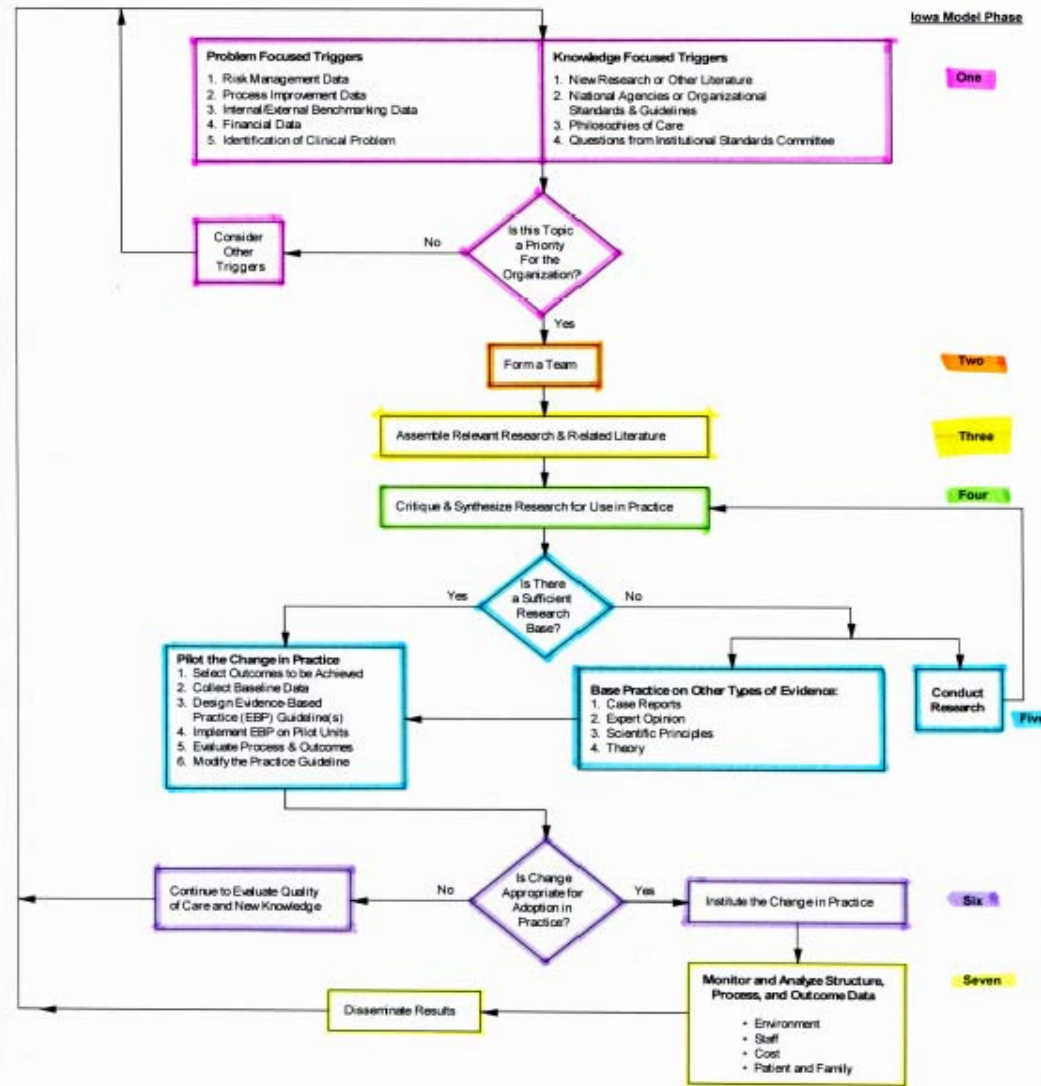 Iowa Model Phase
Problem Focused Triggers
1. Risk Management Data
2. Process Improvement Data
3. Internal/External Benchmarking Data
4. Financial Data
5. Identification of Clinical Problem
Knowledge Focused Triggers
1. New Research or Other Literature
2. National Agencies or Organizational
Standards & Guidelines
3. Philosophies of Care
4. Questions from Institutional Standards Committee
One
Consider
Other
Triggers
No
Is this Topic
a Priority
For the
Organization?
Yes
Form a Team
Two
Assemble Relevant Research & Related Literature
Three
Critique & Synthesize Research for Use in Practice
Four
Is There
a Sufficient
Research
Base?
Yes
No
Pilot the Change in Practice
1. Select Outcomes to be Achieved
2. Collect Baseline Data
3. Design Evidence-Based
Practice (EBP) Guideline(s)
4. Implement EBP on Pilot Units
5. Evaluate Process & Outcomes
6. Modify the Practice Guideline
Base Practice on Other Types of Evidence:
1. Case Reports
2. Expert Opinion
3. Scientific Principles
4. Theory
Conduct
Research
Five
Continue to Evaluate Quality
of Care and New Knowledge
No
Is Change
Appropriate for
Adoption in
Practice?
Yes
Institute the Change in Practice
Six
Disseminate Results
Monitor and Analyze Structure,
Process, and Outcome Data
• Environment
• Staff
• Cost
• Patient and Family
Seven